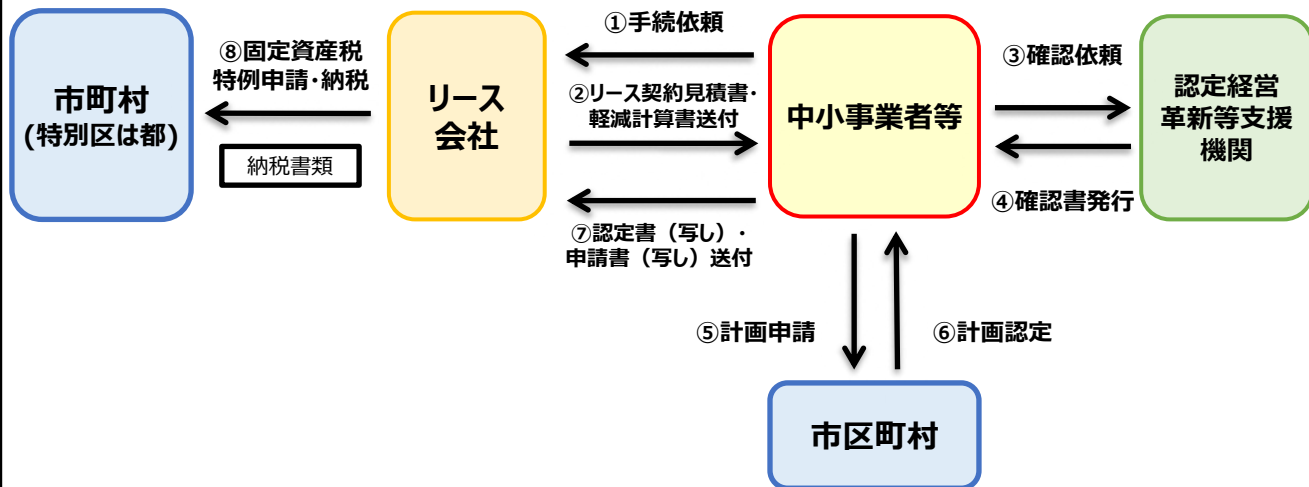 市町村
(特別区は都)
⑧固定資産税
特例申請・納税
納税書類
リース
会社
①手続依頼
②リース契約見積書・
軽減計算書送付
⑦認定書（写し）・
申請書（写し）送付
中小事業者等
③確認依頼
④確認書発行
認定経営
革新等支援
機関
⑤計画申請
⑥計画認定
市区町村